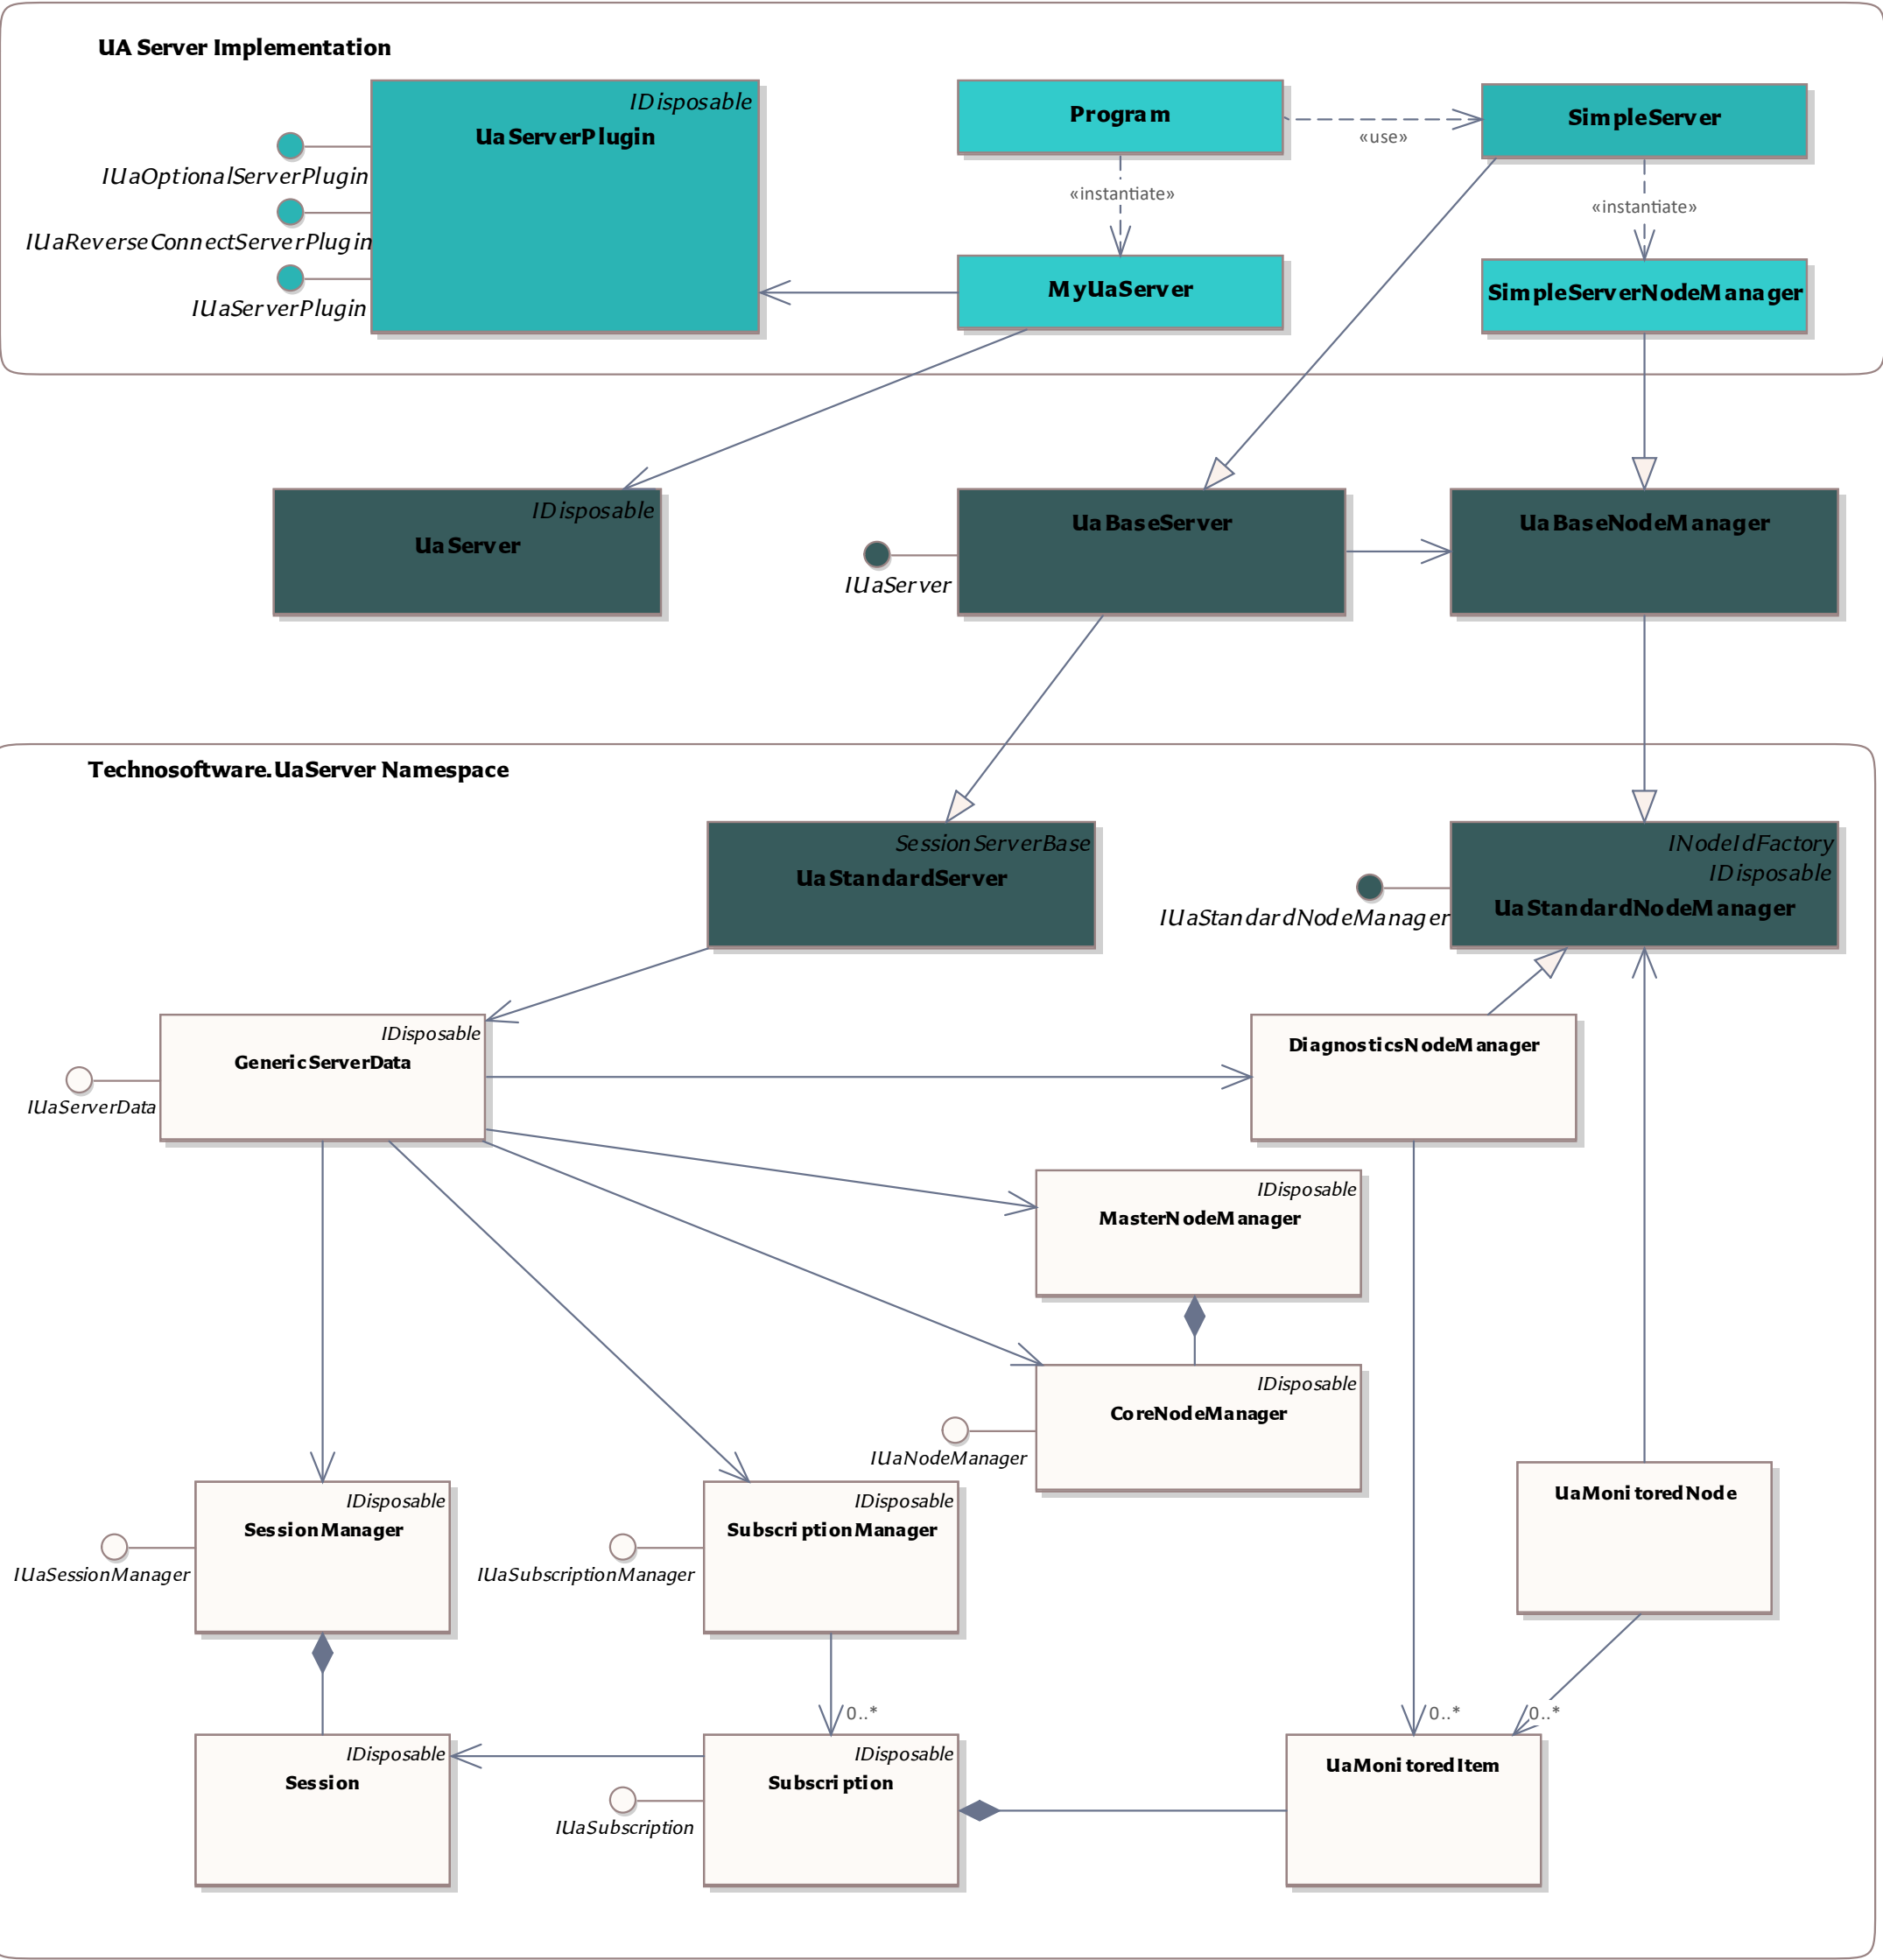 UA Server Implementation
IDisposable
UaServerPlugin
IUaOptionalServerPlugin
IUaReverseConnectServerPlugin
IUaServerPlugin
Program
«use»
SimpleServer
«instantiate»
«instantiate»
MyUaServer
SimpleServerNodeManager
IDisposable
UaServer
UaBaseServer
IUaServer
UaBaseNodeManager
Technosoftware.UaServer Namespace
SessionServerBase
UaStandardServer
INodeIdFactory
IDisposable
UaStandardNodeManager
IUaStandardNodeManager
IDisposable
GenericServerData
IUaServerData
DiagnosticsNodeManager
IDisposable
MasterNodeManager
IDisposable
CoreNodeManager
IUaNodeManager
IDisposable
SessionManager
IUaSessionManager
IDisposable
SubscriptionManager
IUaSubscriptionManager
UaMonitoredNode
0..*
0..*
0..*
IDisposable
Session
IDisposable
Subscription
IUaSubscription
UaMonitoredItem